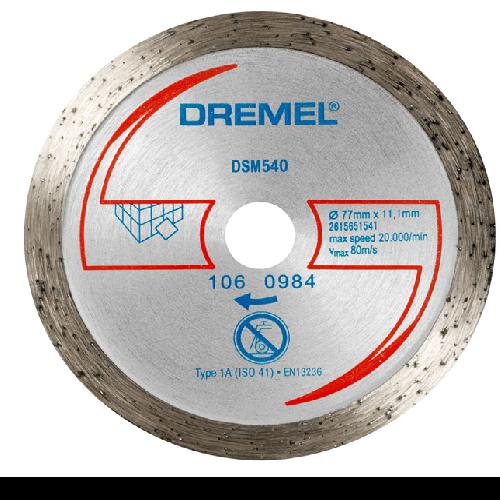 DREMEL®
DSM540
Ø 77mm x 11,1mm
2615S51541
max speed 20.000/min
Vmax 80m/s
106 0984
Type 1A (ISO 41) • EN13236